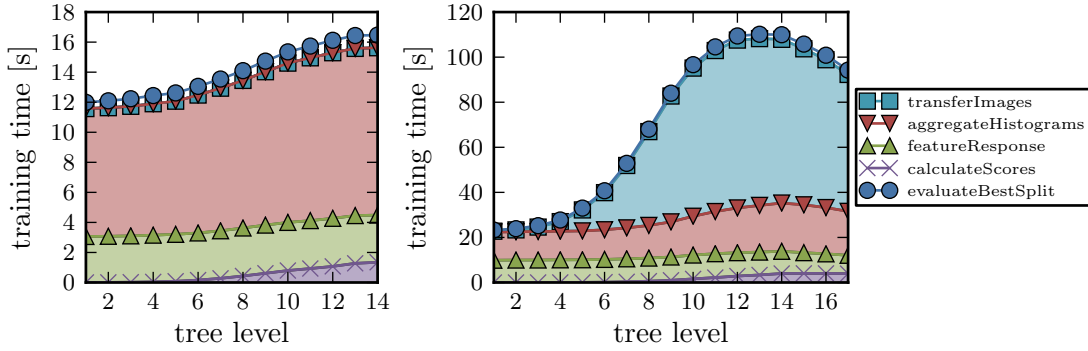 18
16
14
12
10
8
6
4
2
0
training time [s]
2 4 6 8 10 12 14
tree level
120
100
80
60
40
20
0
training time [s]
2 4 6 8 10 12 14 16
tree level
transferImages
aggregateHistograms
featureResponse
calculateScores
evaluateBestSplit